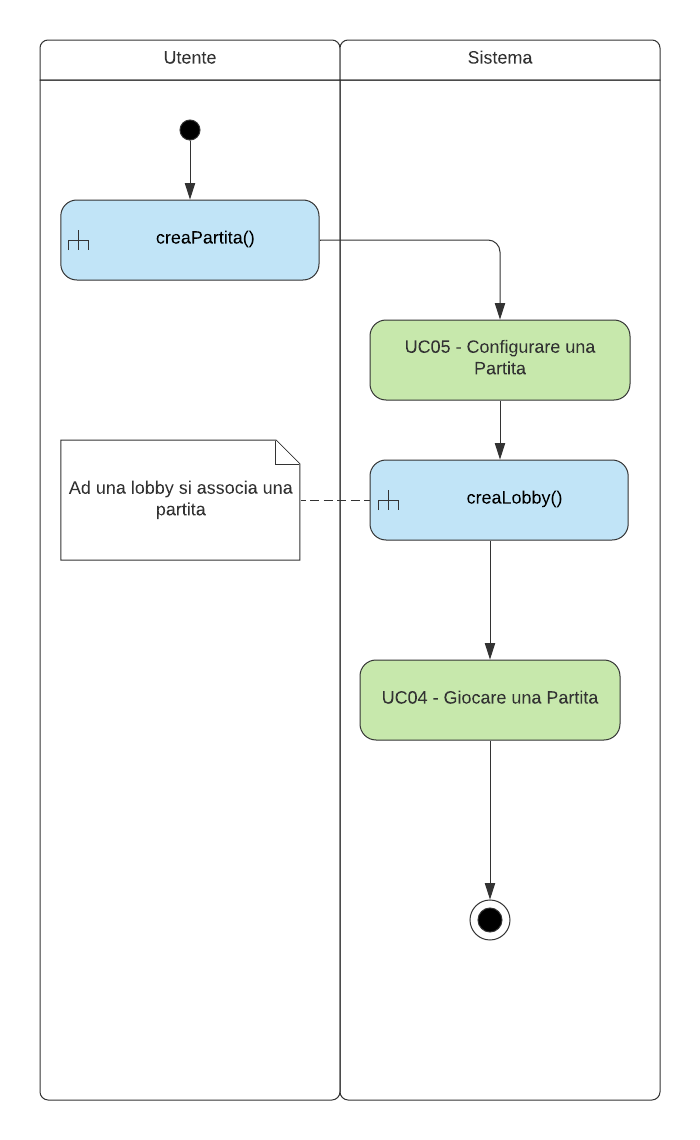 Utente
Sistema
creaPartita()
UC05 - Configurare una
Partita
Ad una lobby si associa una
partita
creaLobby()
UC04 - Giocare una Partita